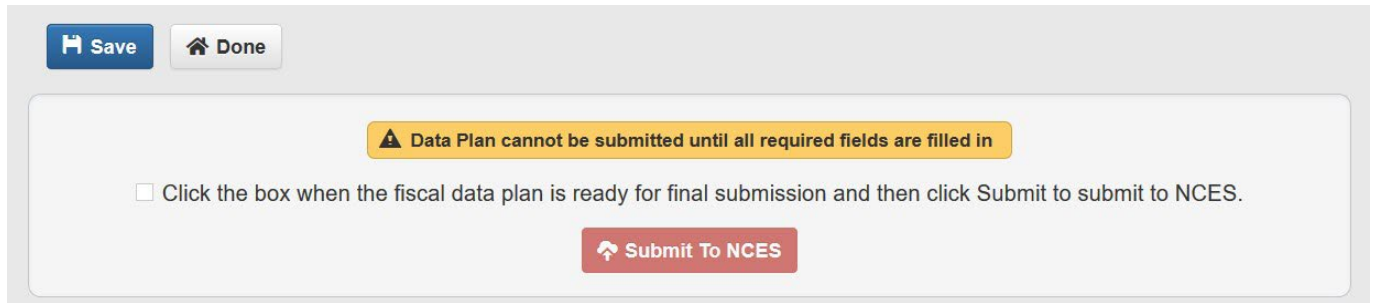 Save
Done
Data Plan cannot be submitted until all required fields are filled in
Click the box when the fiscal data plan is ready for final submission and then click Submit to submit to NCES.
Submit To NCES